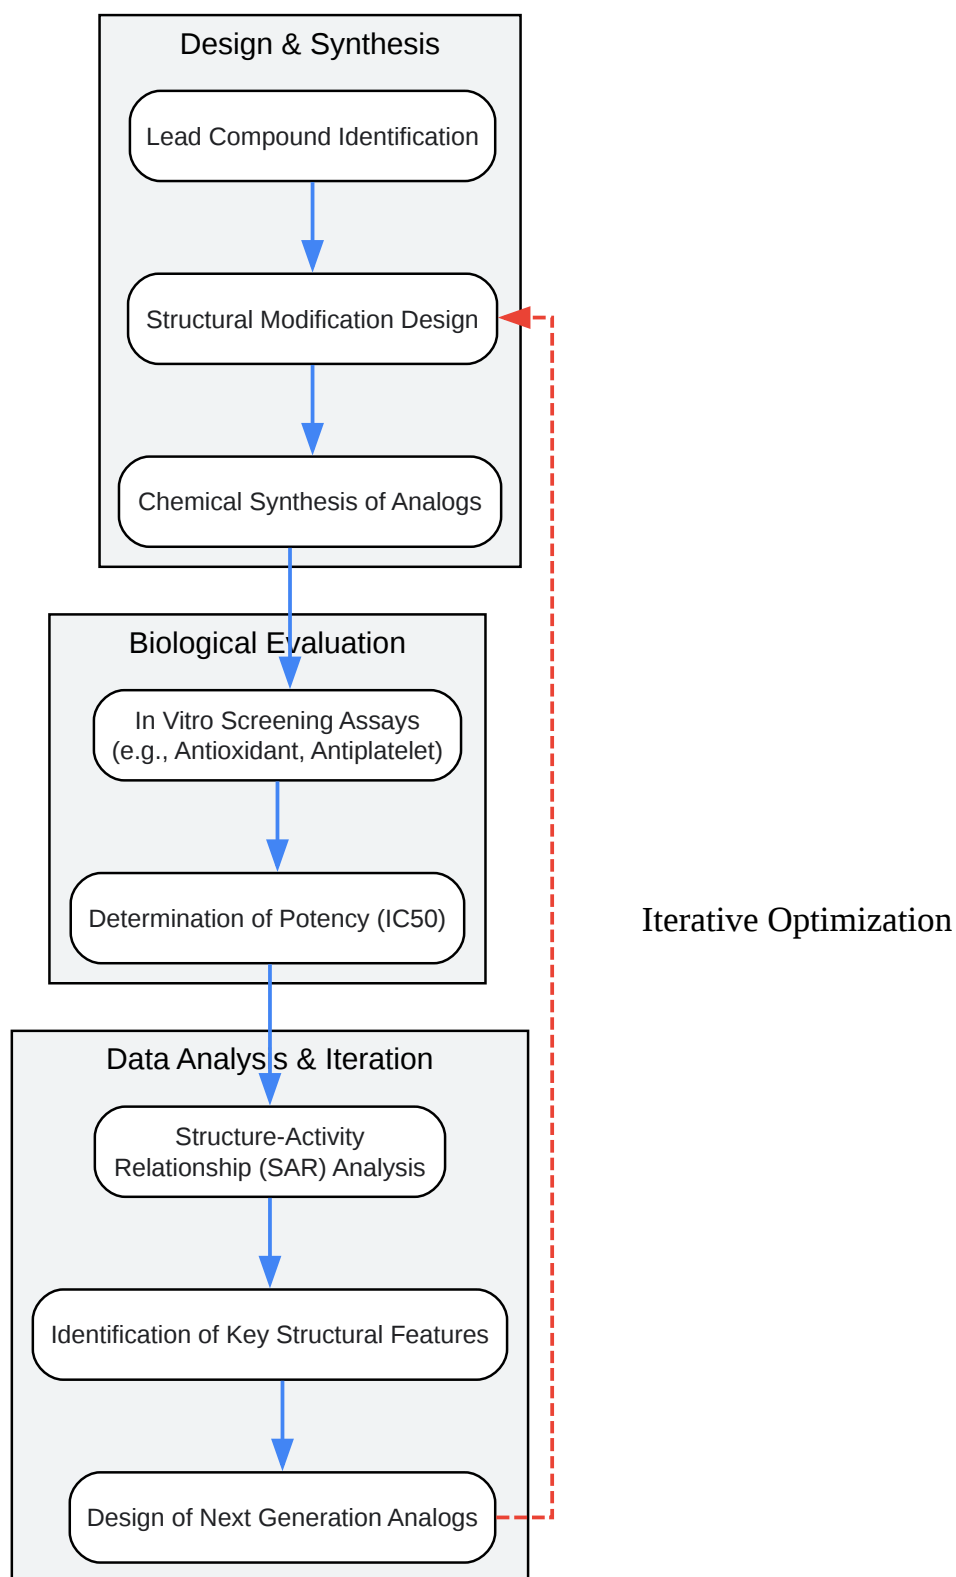 Design & Synthesis
Lead Compound Identification
Structural Modification Design
Chemical Synthesis of Analogs
Biological Evaluation
In Vitro Screening Assays
(e.g., Antioxidant, Antiplatelet)
Determination of Potency (IC50)
Iterative Optimization
Data Analysis & Iteration
Structure-Activity
Relationship (SAR) Analysis
Identification of Key Structural Features
Design of Next Generation Analogs